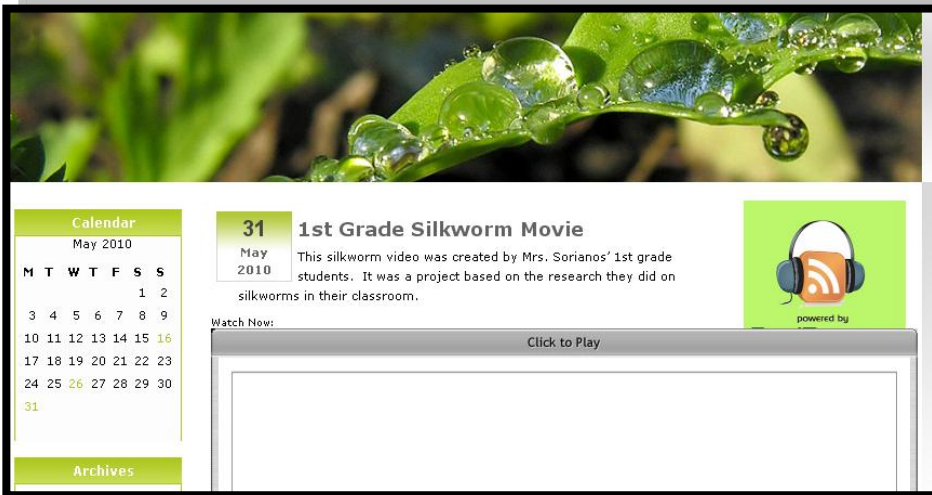 Calendar
May 2010
M T W T F S S
1 2
3 4 5 6 7 8 9
10 11 12 13 14 15 16
17 18 19 20 21 22 23
24 25 26 27 28 29 30
31
Archives
31
May
2010
1st Grade Silkworm Movie
This silkworm video was created by Mrs. Sorianos' 1st grade
students. It was a project based on the research they did on
silkworms in their classroom.
Watch Now:
Click to Play
powered by